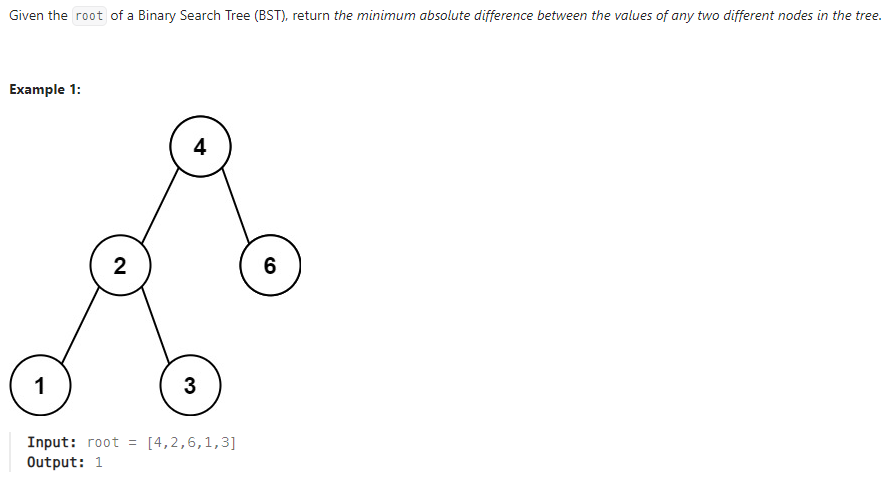 Given the root of a Binary Search Tree (BST), return the minimum absolute difference between the values of any two different nodes in the tree.
Example 1:
4
2
6
1
3
Input: root = [4,2,6,1,3]
Output: 1